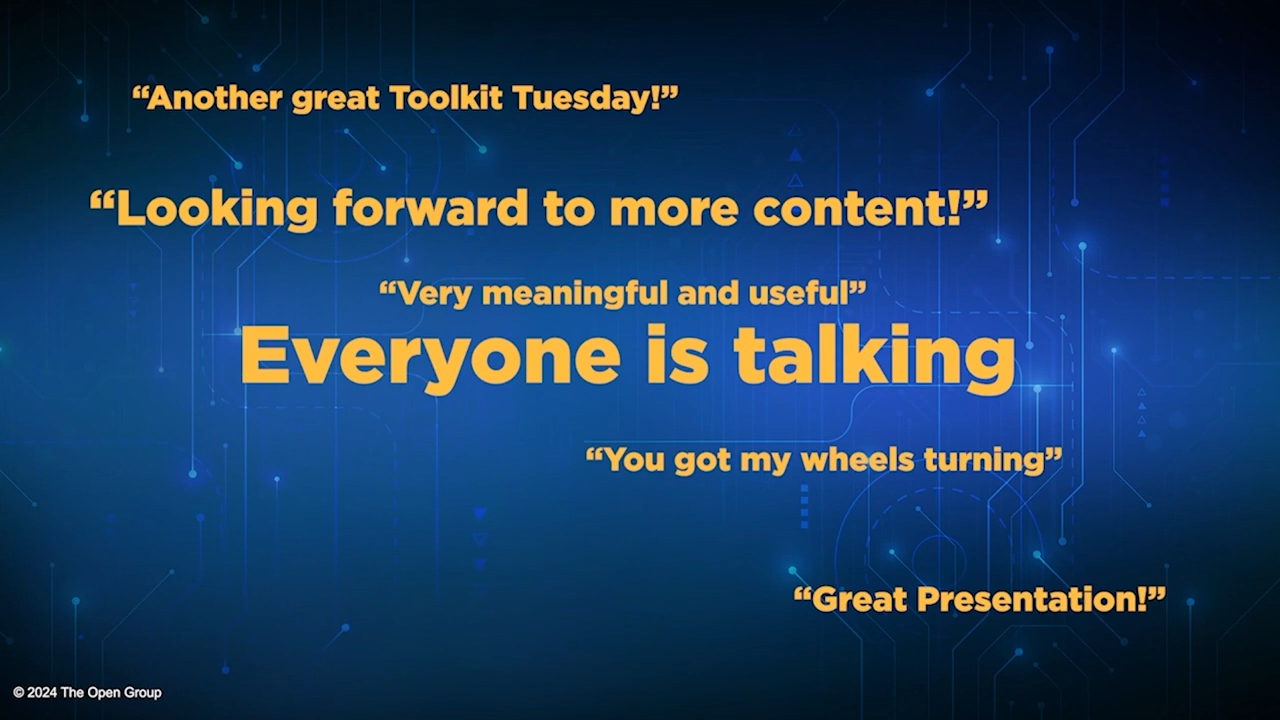 “Another great Toolkit Tuesday!”
“Looking forward to more content!”
“Very meaningful and useful”
Everyone is talking
“You got my wheels turning”
“Great Presentation!”
© 2024 The Open Group